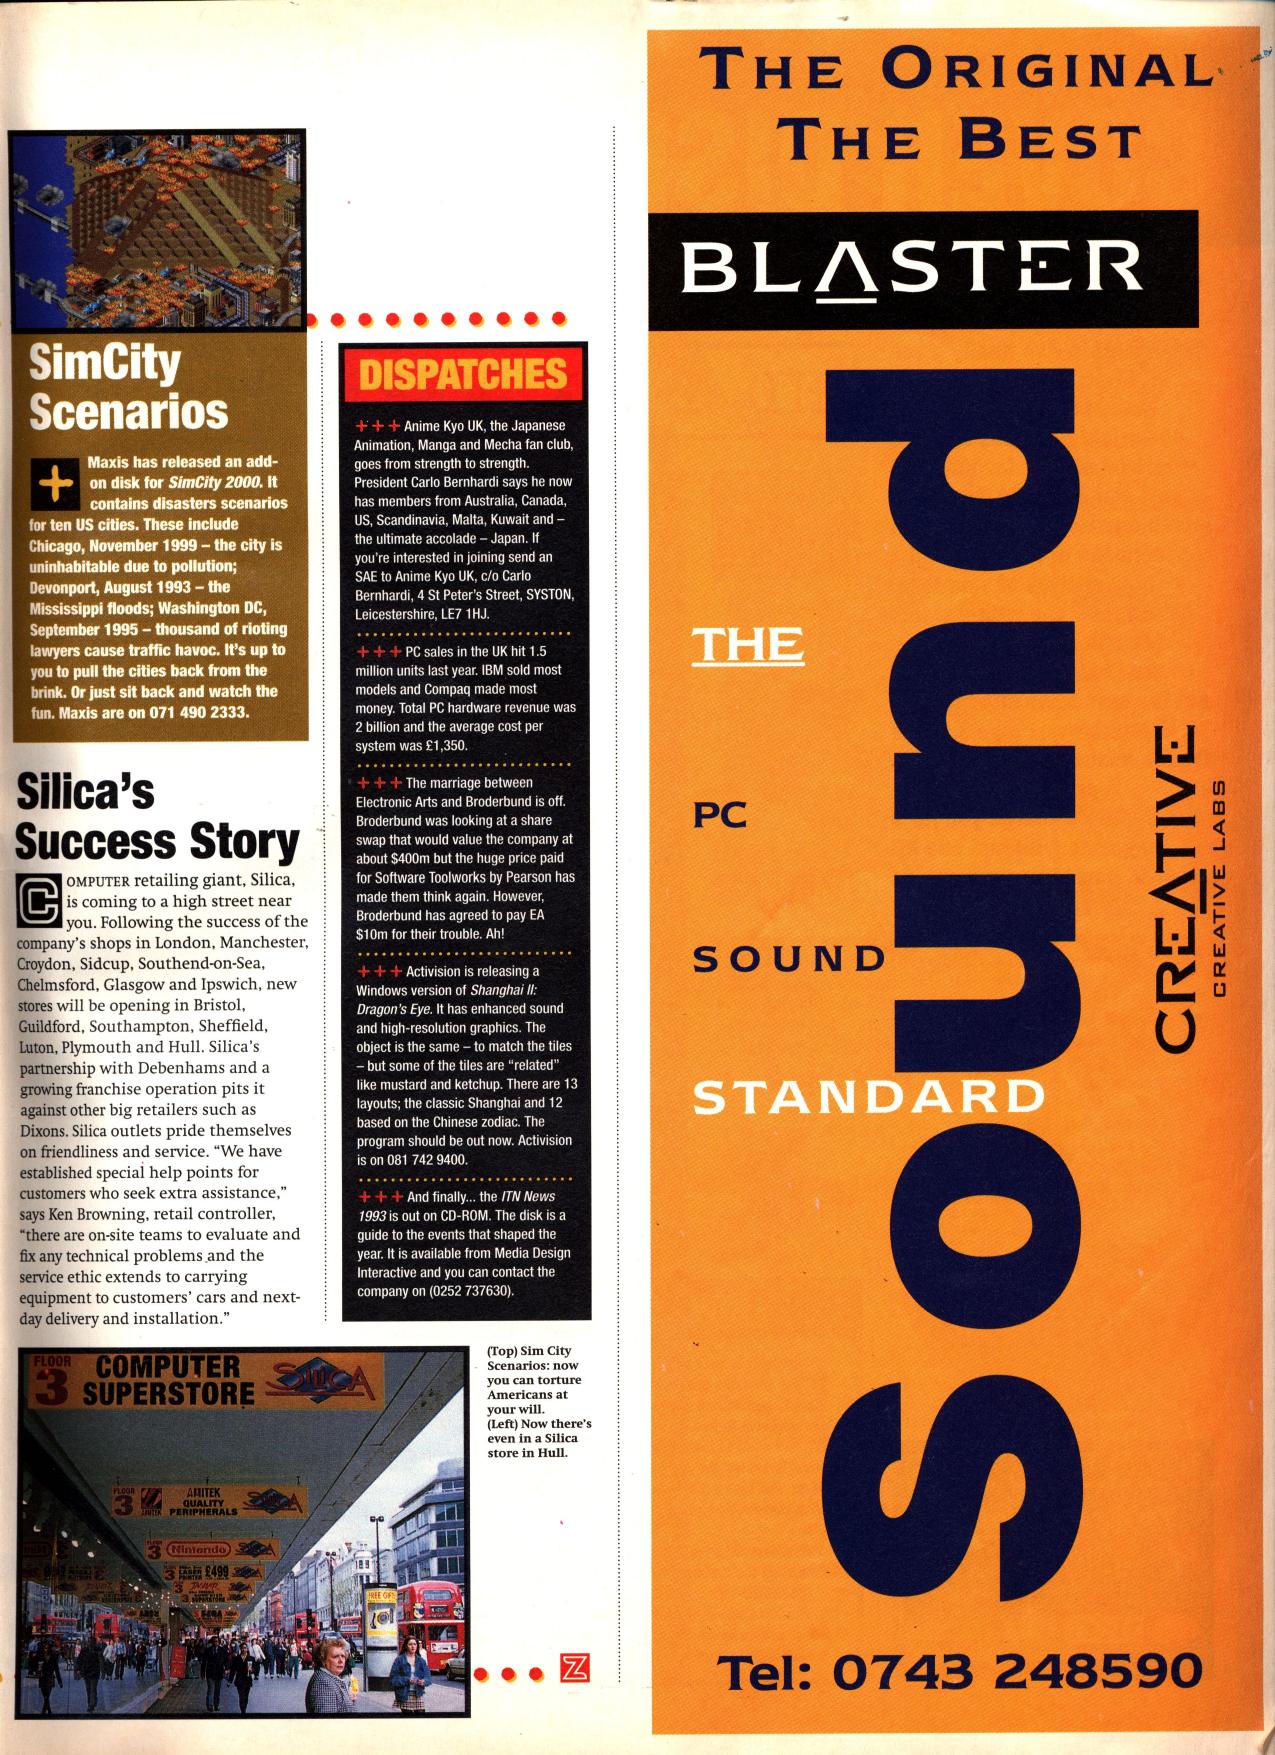 SimCity
Scenarios
Maxis has released an add-
on disk for SimCity 2000. It
contains disasters scenarios
for ten US cities. These include
Chicago, November 1999 – the city is
uninhabitable due to pollution;
Devonport, August 1993 – the
Mississippi floods; Washington DC,
September 1995 – thousand of rioting
lawyers cause traffic havoc. It's up to
you to pull the cities back from the
brink. Or just sit back and watch the
fun. Maxis are on 071 490 2333.
Silica's
Success Story
COMPUTER retailing giant, Silica,
is coming to a high street near
you. Following the success of the
company's shops in London, Manchester,
Croydon, Sidcup, Southend-on-Sea,
Chelmsford, Glasgow and Ipswich, new
stores will be opening in Bristol,
Guildford, Southampton, Sheffield,
Luton, Plymouth and Hull. Silica's
partnership with Debenhams and a
growing franchise operation pits it
against other big retailers such as
Dixons. Silica outlets pride themselves
on friendliness and service. “We have
established special help points for
customers who seek extra assistance,”
says Ken Browning, retail controller,
“there are on-site teams to evaluate and
fix any technical problems and the
service ethic extends to carrying
equipment to customers' cars and next-
day delivery and installation.”
DISPATCHES
+++ Anime Kyo UK, the Japanese
Animation, Manga and Mecha fan club,
goes from strength to strength.
President Carlo Bernhardi says he now
has members from Australia, Canada,
US, Scandinavia, Malta, Kuwait and –
the ultimate accolade – Japan. If
you're interested in joining send an
SAE to Anime Kyo UK, c/o Carlo
Bernhardi, 4 St Peter's Street, SYSTON,
Leicestershire, LE7 1HJ.
+++ PC sales in the UK hit 1.5
million units last year. IBM sold most
models and Compaq made most
money. Total PC hardware revenue was
2 billion and the average cost per
system was £1,350.
+++ The marriage between
Electronic Arts and Broderbund is off.
Broderbund was looking at a share
swap that would value the company at
about $400m but the huge price paid
for Software Toolworks by Pearson has
made them think again. However,
Broderbund has agreed to pay EA
$10m for their trouble. Ah!
+++ Activision is releasing a
Windows version of Shanghai II:
Dragon's Eye. It has enhanced sound
and high-resolution graphics. The
object is the same – to match the tiles
– but some of the tiles are “related”
like mustard and ketchup. There are 13
layouts; the classic Shanghai and 12
based on the Chinese zodiac. The
program should be out now. Activision
is on 081 742 9400.
+++ And finally... the ITN News
1993 is out on CD-ROM. The disk is a
guide to the events that shaped the
year. It is available from Media Design
Interactive and you can contact the
company on (0252 737630).
FLOOR
3
COMPUTER
SUPERSTORE
SILICA
FLOOR
3
AMITEK
AMITEK
QUALITY
PERIPHERALS
SILICA
3
Nintendo
3
£499
3
FREE GIFT
(Top) Sim City
Scenarios: now
you can torture
Americans at
your will.
(Left) Now there's
even in a Silica
store in Hull.
Z
THE ORIGINAL
THE BEST
BLASTER
Sound
THE
PC
SOUND
STANDARD
CREATIVE
CREATIVE LABS
Tel: 0743 248590